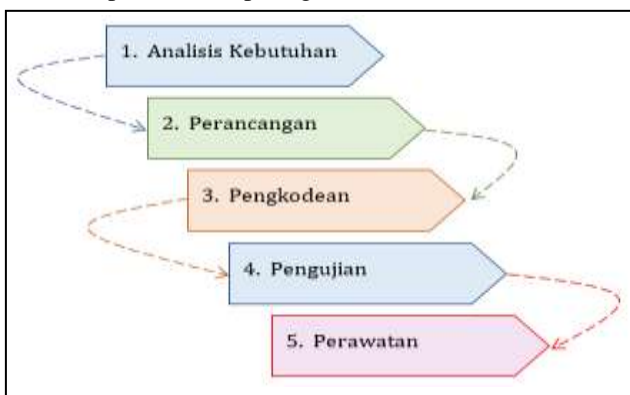 1. Analisis Kebutuhan
2. Perancangan
3. Pengkodean
4. Pengujian
5. Perawatan